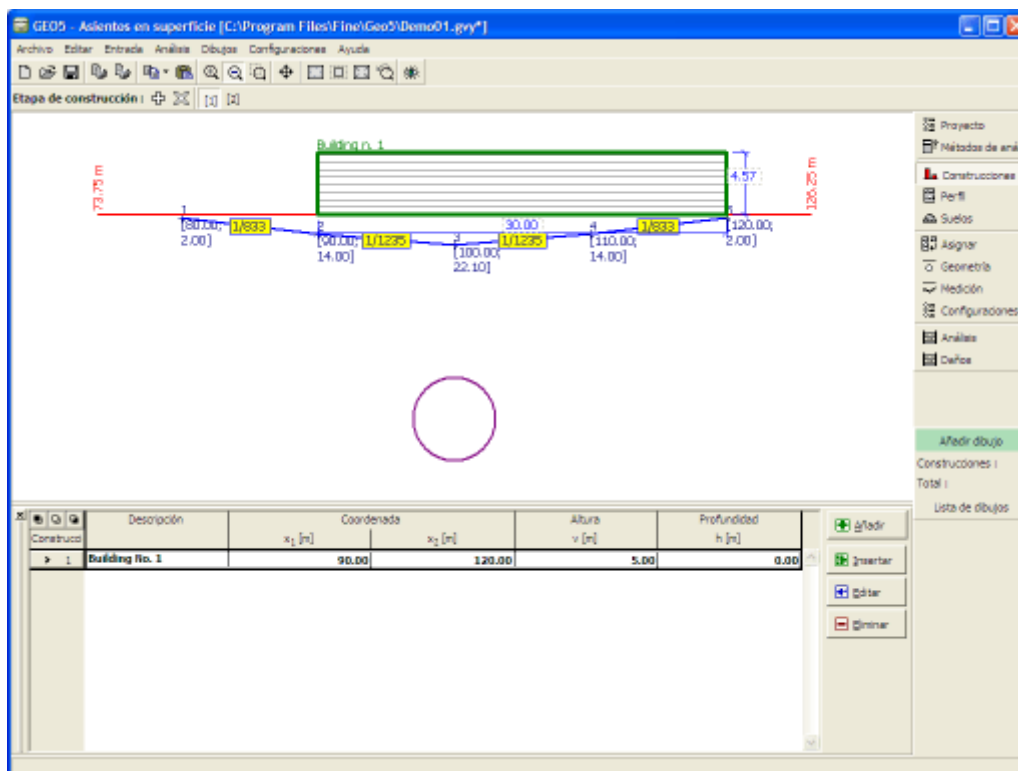 GEO5 - Asientos en superficie [C:\Program Files\Fine\Geo5\Demo01.gvy*]
Archivo Editar Entrada Análisis Dibujos Configuraciones Ayuda
Etapa de construcción : [1] [2]
Building n. 1
73.75 m
126.25 m
4.57
30.00
1/833
1/1235
1/1235
1/833
1
[80.00;
2.00]
2
[90.00;
14.00]
3
[100.00;
22.10]
4
[110.00;
14.00]
5
[120.00;
2.00]
Proyecto
Métodos de aná
Construcciones
Perfil
Suelos
Asignar
Geometría
Medición
Configuraciones
Análisis
Daños
Añadir dibujo
Construcciones :
Total :
Lista de dibujos
Descripción Coordenada Altura Profundidad
Construcci x1 [m] x2 [m] v [m] h [m]
> 1 Building No. 1 90.00 120.00 5.00 0.00
Añadir
Insertar
Editar
Eliminar